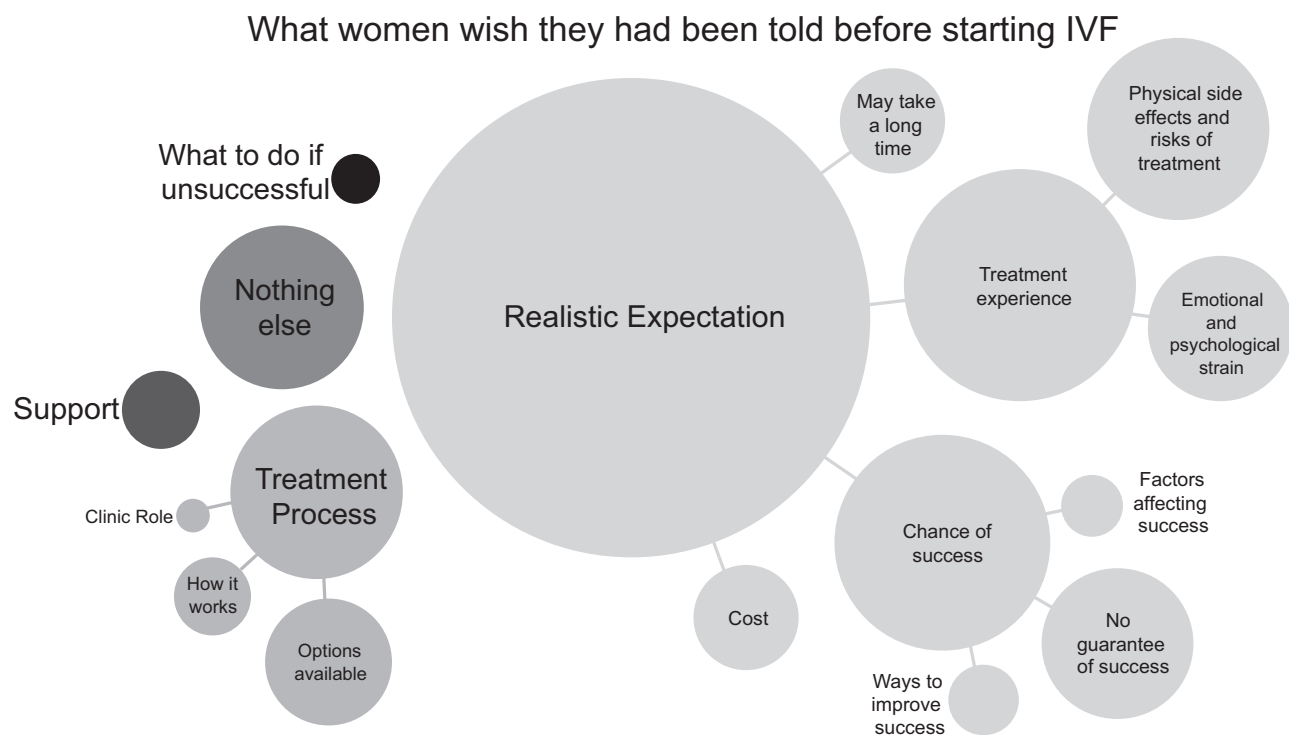 What women wish they had been told before starting IVF
What to do if
unsuccessful
Nothing
else
Support
Treatment
Process
Clinic Role
How it
works
Options
available
Realistic Expectation
May take
a long
time
Treatment
experience
Physical side
effects and
risks of
treatment
Emotional
and
psychological
strain
Chance of
success
Factors
affecting
success
No
guarantee
of success
Ways to
improve
success
Cost